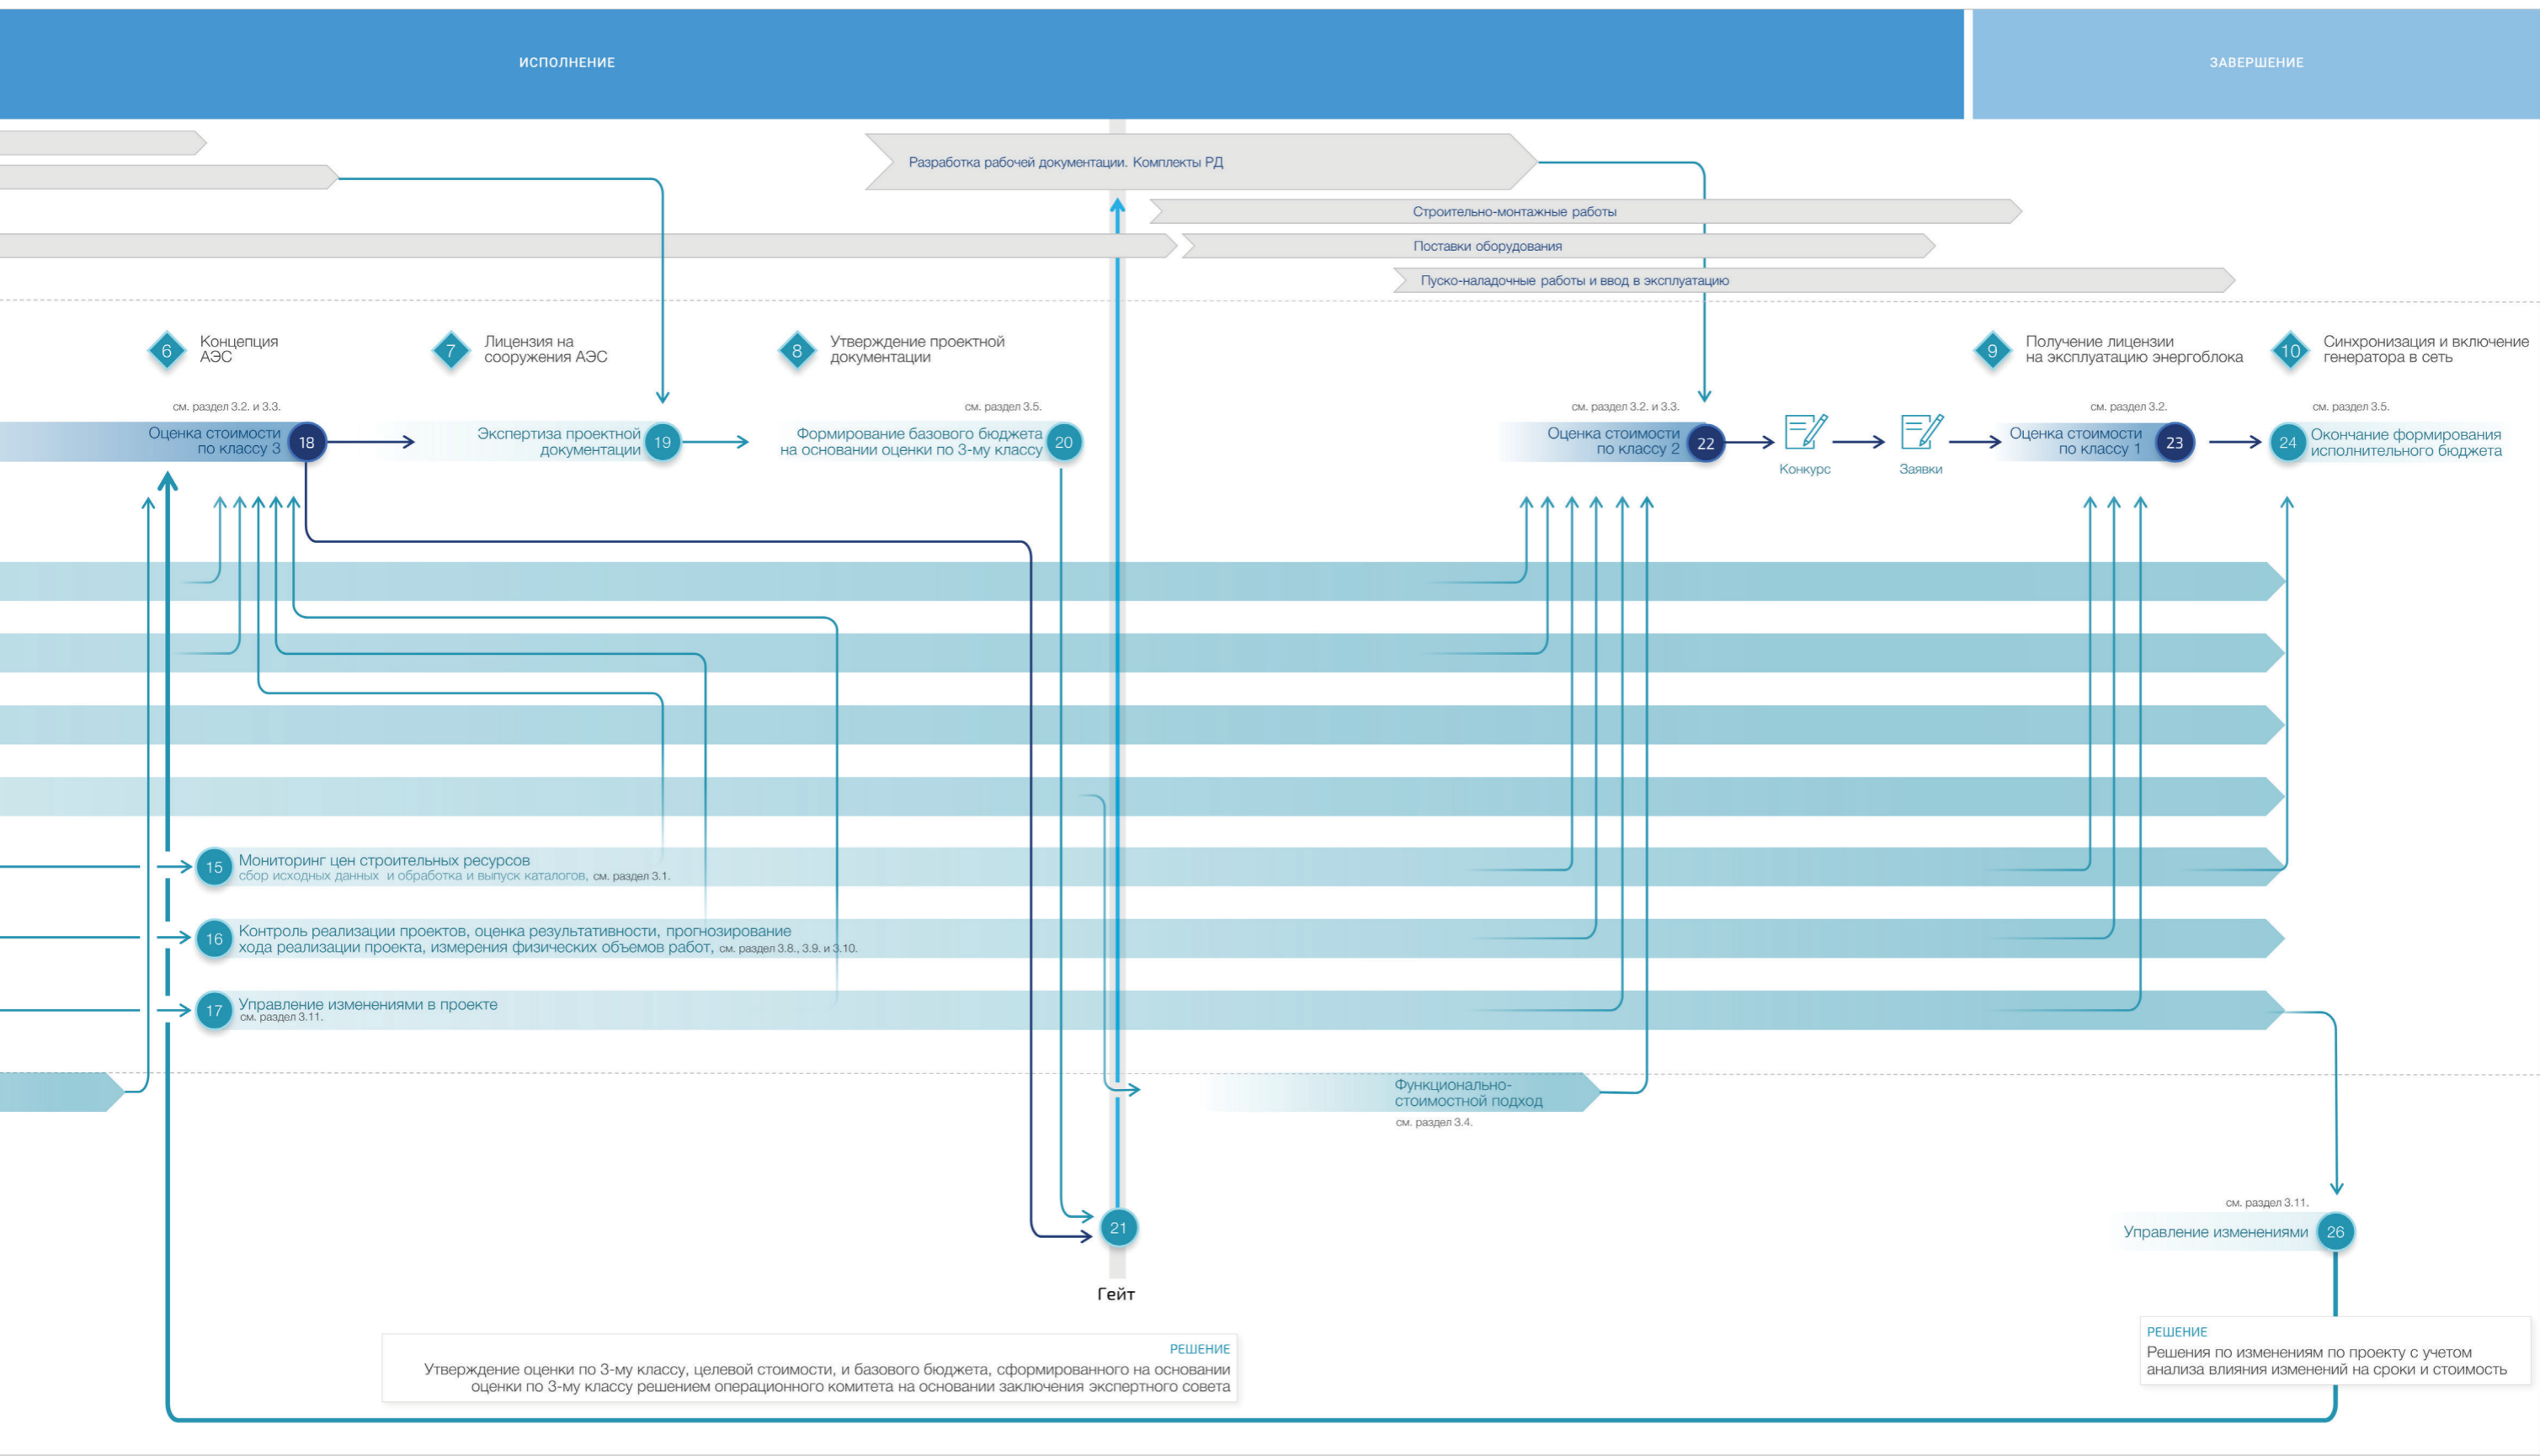 ИСПОЛНЕНИЕ
ЗАВЕРШЕНИЕ
Разработка рабочей документации. Комплекты РД
Строительно-монтажные работы
Поставки оборудования
Пуско-наладочные работы и ввод в эксплуатацию
6
Концепция
АЭС
7
Лицензия на
сооружения АЭС
8
Утверждение проектной
документации
9
Получение лицензии
на эксплуатацию энергоблока
10
Синхронизация и включение
генератора в сеть
см. раздел 3.2. и 3.3.
Оценка стоимости
по классу 3
18
Экспертиза проектной
документации
19
см. раздел 3.5.
Формирование базового бюджета
на основании оценки по 3-му классу
20
см. раздел 3.2. и 3.3.
Оценка стоимости
по классу 2
22
Конкурс
Заявки
см. раздел 3.2.
Оценка стоимости
по классу 1
23
см. раздел 3.5.
24
Окончание формирования
исполнительного бюджета
15
Мониторинг цен строительных ресурсов
сбор исходных данных и обработка и выпуск каталогов, см. раздел 3.1.
16
Контроль реализации проектов, оценка результативности, прогнозирование
хода реализации проекта, измерения физических объемов работ, см. раздел 3.8., 3.9. и 3.10.
17
Управление изменениями в проекте
см. раздел 3.11.
Функционально-
стоимостной подход
см. раздел 3.4.
21
Гейт
см. раздел 3.11.
Управление изменениями
26
РЕШЕНИЕ
Утверждение оценки по 3-му классу, целевой стоимости, и базового бюджета, сформированного на основании
оценки по 3-му классу решением операционного комитета на основании заключения экспертного совета
РЕШЕНИЕ
Решения по изменениям по проекту с учетом
анализа влияния изменений на сроки и стоимость